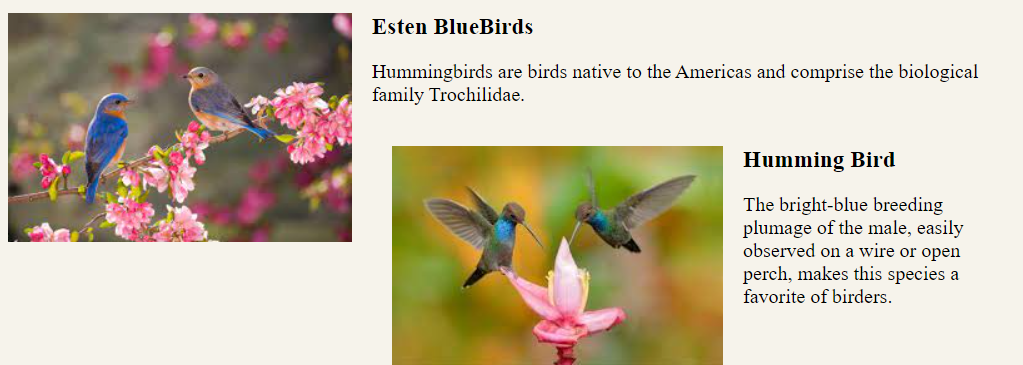 Esten BlueBirds
Hummingbirds are birds native to the Americas and comprise the biological
family Trochilidae.
Humming Bird
The bright-blue breeding
plumage of the male, easily
observed on a wire or open
perch, makes this species a
favorite of birders.